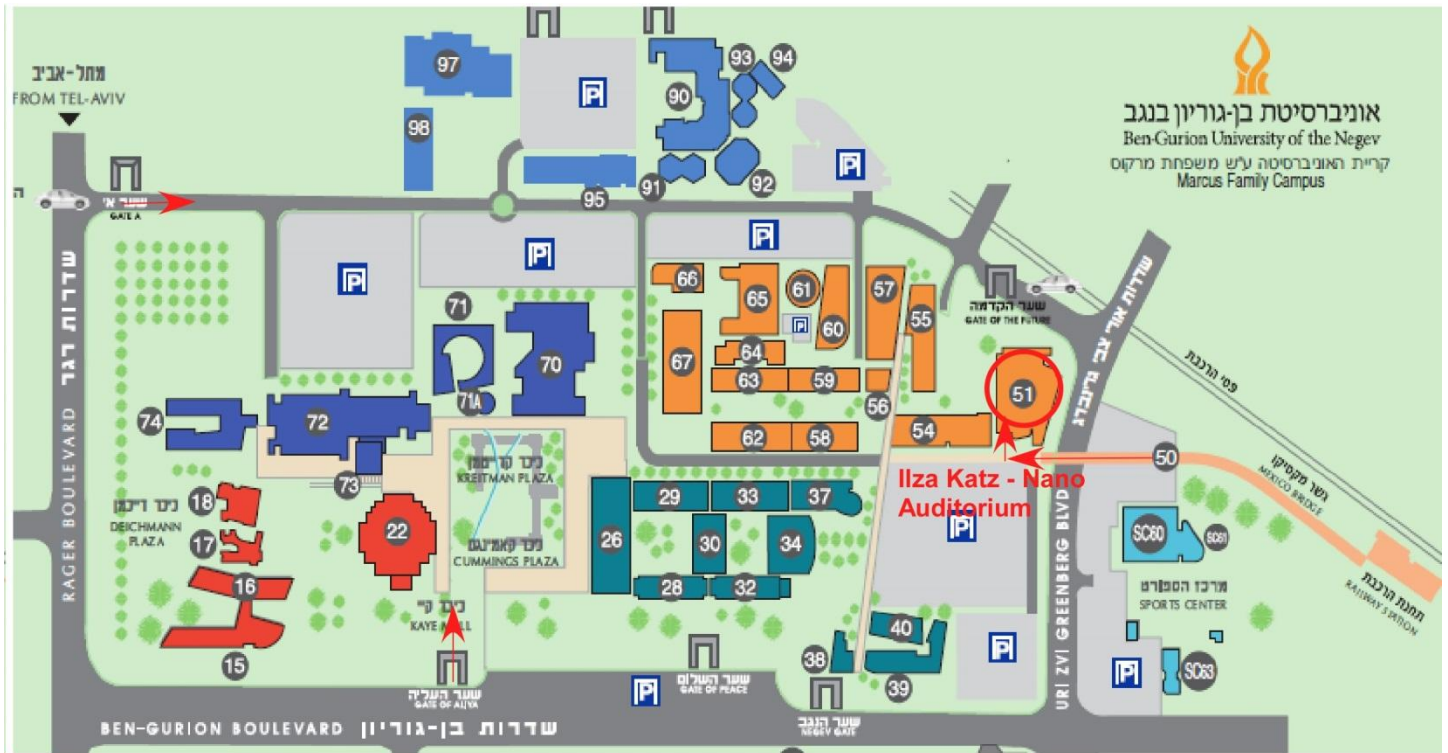 97
98
90
93
94
95
91
92
מתל-אביב
FROM TEL-AVIV
אוניברסיטת בן-גוריון בנגב
Ben-Gurion University of the Negev
קריית האוניברסיטה ע"ש משפחת מרקוס
Marcus Family Campus
שער א'
GATE A
P
P
P
P
P
P
P
P
P
שדרות רגר
RAGER BOULEVARD
שער הקדמה
GATE OF THE FUTURE
שדרות אורי צבי גרינברג
URI ZVI GREENBERG BLVD
פסי הרכבת
66
65
61
60
57
55
71
70
67
64
63
59
56
51
71A
74
72
62
58
54
50
73
גשר מקסיקו
MEXICO BRIDGE
תחנת הרכבת
RAILWAY STATION
Ilza Katz - Nano
Auditorium
כיכר קרייטמן
KREITMAN PLAZA
כיכר דייכמן
DEICHMANN
PLAZA
18
17
16
15
22
26
29
33
37
30
34
28
32
כיכר קאמינגס
CUMMINGS PLAZA
כיכר קיי
SC60
SC61
מרכז הספורט
SPORTS CENTER
SC63
40
38
39
שער העליה
GATE OF ALIYA
שער השלום
GATE OF PEACE
שער הנגב
NEGEV GATE
BEN-GURION BOULEVARD שדרות בן-גוריון